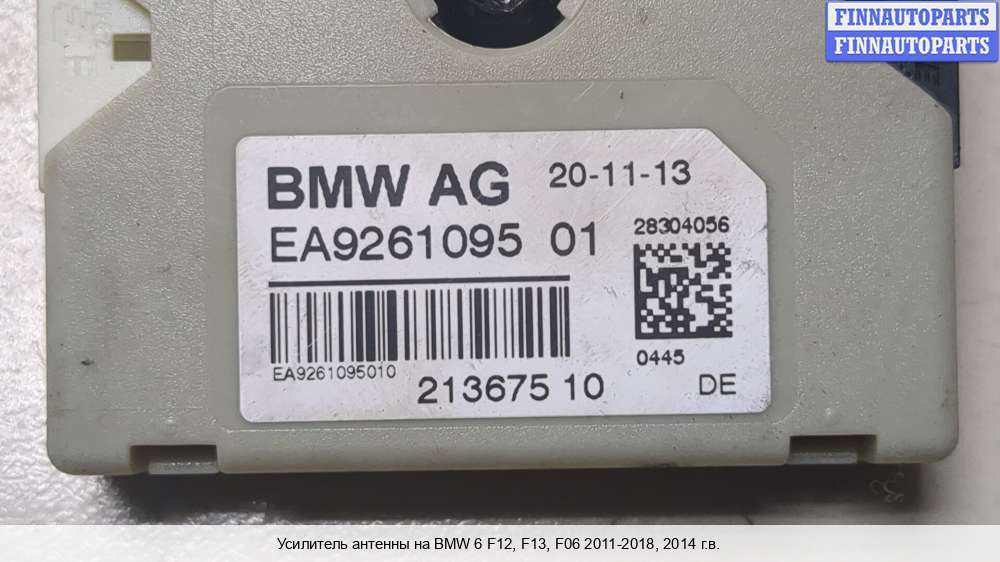 FINNAUTOPARTS
FINNAUTOPARTS
BMW AG 20-11-13
EA9261095 01
28304056
EA9261095010
0445
213675 10
DE
Усилитель антенны на BMW 6 F12, F13, F06 2011-2018, 2014 г.в.